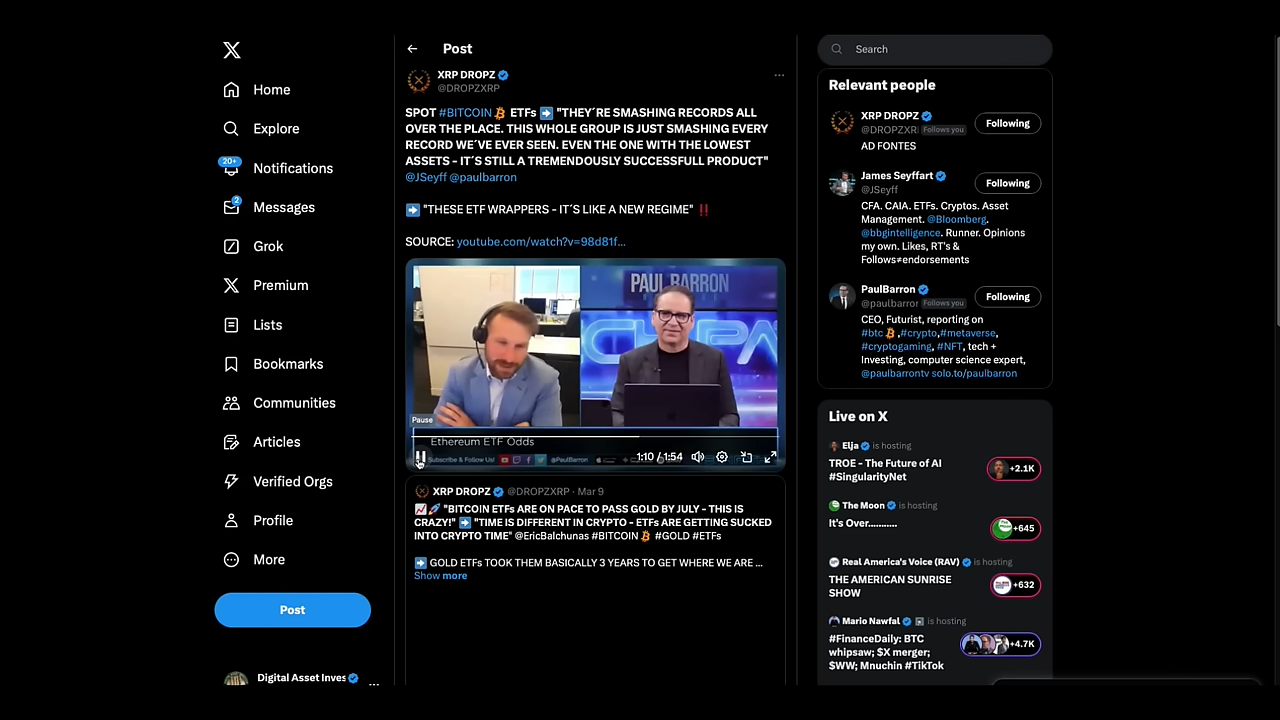 Home
Explore
20+
Notifications
2
Messages
Grok
Premium
Lists
Bookmarks
Communities
Articles
Verified Orgs
Profile
More
Post
Digital Asset Inves
Post
XRP DROPZ
@DROPZXRP
SPOT #BITCOIN ETFs ➡ "THEY´RE SMASHING RECORDS ALL
OVER THE PLACE. THIS WHOLE GROUP IS JUST SMASHING EVERY
RECORD WE´VE EVER SEEN. EVEN THE ONE WITH THE LOWEST
ASSETS - IT´S STILL A TREMENDOUSLY SUCCESSFULL PRODUCT"
@JSeyff @paulbarron
➡ "THESE ETF WRAPPERS - IT´S LIKE A NEW REGIME" ‼
SOURCE: youtube.com/watch?v=98d81f...
PAUL BARRON
Pause
Ethereum ETF Odds
1:10 / 1:54
Subscribe & Follow Us!
@PaulBarron
XRP DROPZ @DROPZXRP · Mar 9
📈🚀 "BITCOIN ETFs ARE ON PACE TO PASS GOLD BY JULY - THIS IS
CRAZY!" ➡ "TIME IS DIFFERENT IN CRYPTO - ETFs ARE GETTING SUCKED
INTO CRYPTO TIME" @EricBalchunas #BITCOIN #GOLD #ETFs
➡ GOLD ETFs TOOK THEM BASICALLY 3 YEARS TO GET WHERE WE ARE ...
Show more
Search
Relevant people
XRP DROPZ
@DROPZXR Follows you
Following
AD FONTES
James Seyffart
@JSeyff
Following
CFA. CAIA. ETFs. Cryptos. Asset
Management. @Bloomberg.
@bbgintelligence. Runner. Opinions
my own. Likes, RT's &
Follows≠endorsements
PaulBarron
@paulbarror Follows you
Following
CEO, Futurist, reporting on
#btc ,#crypto,#metaverse,
#cryptogaming, #NFT, tech +
Investing, computer science expert,
@paulbarrontv solo.to/paulbarron
Live on X
Elja is hosting
TROE - The Future of AI
#SingularityNet
+2.1K
The Moon is hosting
It's Over...........
+645
Real America's Voice (RAV) is hosting
THE AMERICAN SUNRISE
SHOW
+632
Mario Nawfal is hosting
#FinanceDaily: BTC
whipsaw; $X merger;
$WW; Mnuchin #TikTok
+4.7K